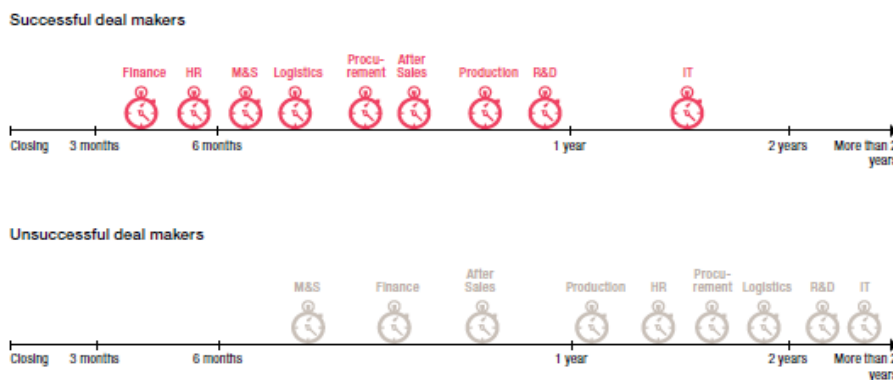 Successful deal makers
Procu- After
Finance HR M&S Logistics rement Sales Production R&D IT
Closing 3 months 6 months 1 year 2 years More than 2
years
Unsuccessful deal makers
After Procu-
M&S Finance Sales Production HR rement Logistics R&D IT
Closing 3 months 6 months 1 year 2 years More than 2
years